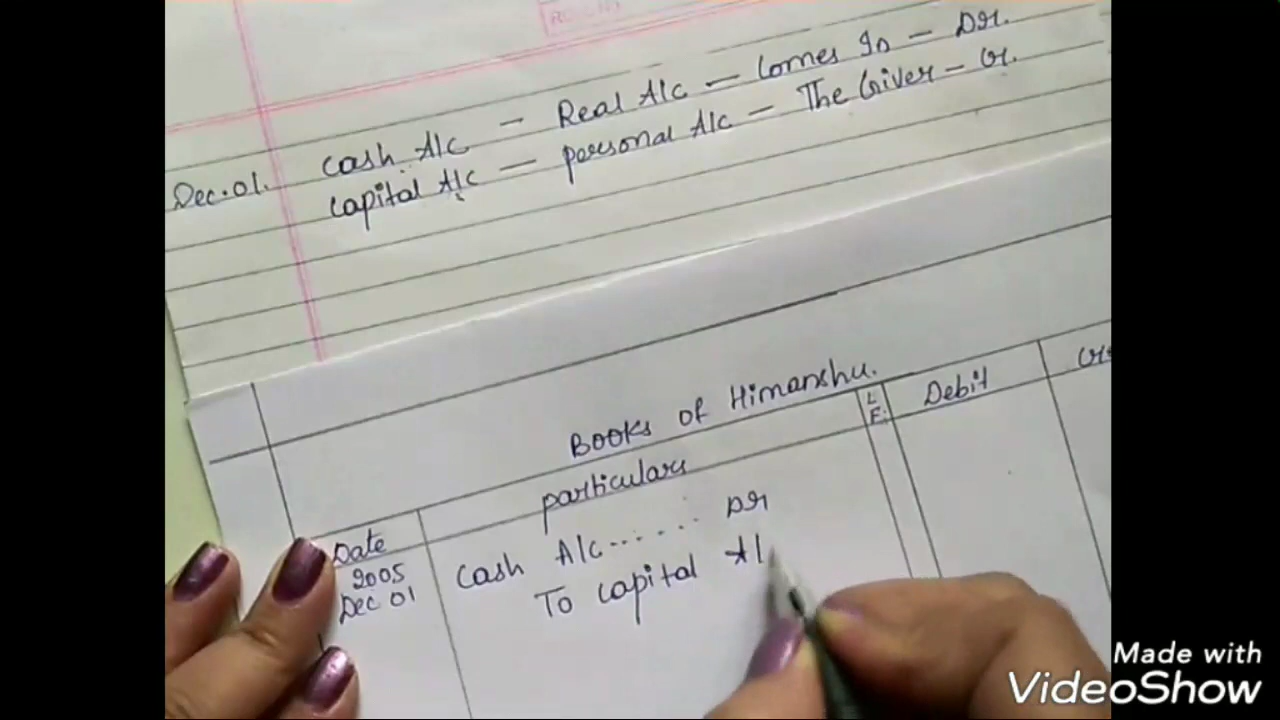 Cash A/c — Real A/c — Comes In — Dr.
Dec. 01. Capital A/c — personal A/c — The Giver — Cr.
Books of Himanshu.
Date particulars L F. Debit Cr
2005
Dec 01 Cash A/c ...... Dr
To capital A/
Made with
VideoShow